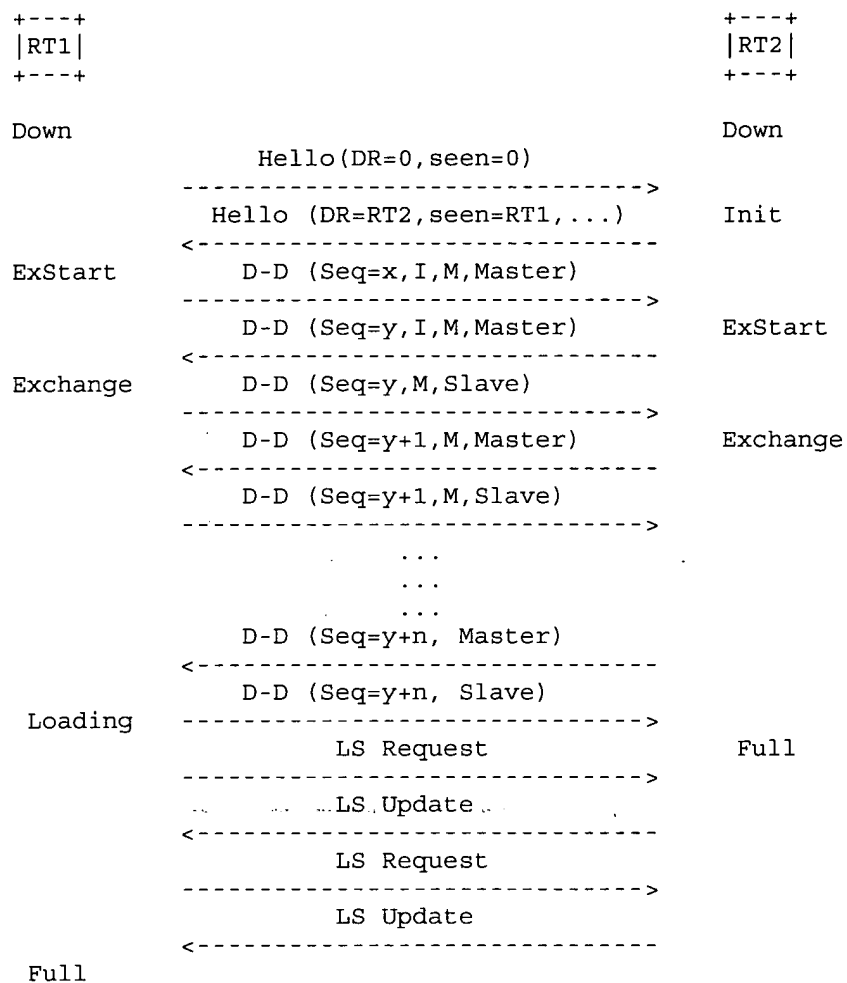 +---+                                         +---+
|RT1|                                         |RT2|
+---+                                         +---+
Down                                          Down
Hello(DR=0,seen=0)
------------------------------>
Hello (DR=RT2,seen=RT1,...)      Init
<------------------------------
ExStart      D-D (Seq=x,I,M,Master)
------------------------------>
D-D (Seq=y,I,M,Master)      ExStart
<------------------------------
Exchange      D-D (Seq=y,M,Slave)
------------------------------>
D-D (Seq=y+1,M,Master)      Exchange
<------------------------------
D-D (Seq=y+1,M,Slave)
------------------------------>
...
...
...
D-D (Seq=y+n, Master)
<------------------------------
D-D (Seq=y+n, Slave)
Loading      ------------------------------>
LS Request      Full
------------------------------>
LS Update
<------------------------------
LS Request
------------------------------>
LS Update
<------------------------------
Full